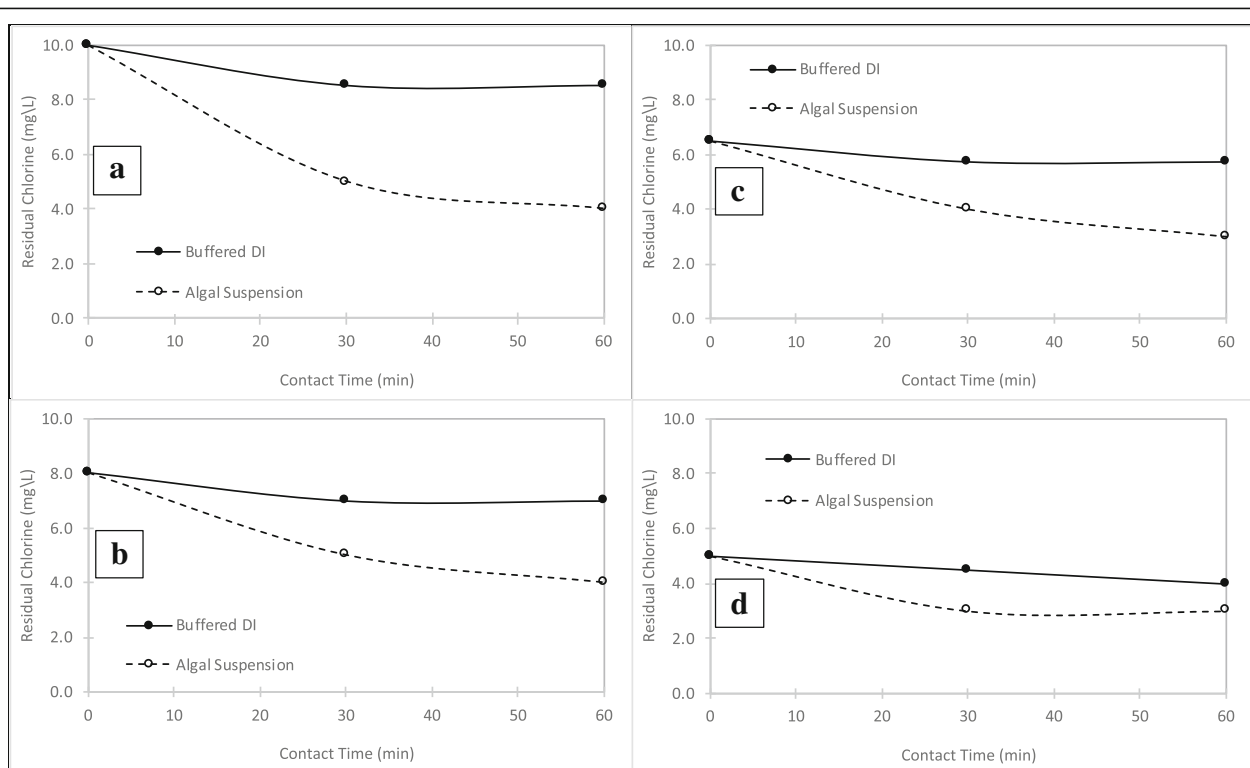 10.0
8.0
6.0
4.0
2.0
0.0
Residual Chlorine (mg\L)
a
Buffered DI
Algal Suspension
0 10 20 30 40 50 60
Contact Time (min)
10.0
8.0
6.0
4.0
2.0
0.0
Residual Chlorine (mg\L)
Buffered DI
Algal Suspension
c
0 10 20 30 40 50 60
Contact Time (min)
10.0
8.0
6.0
4.0
2.0
0.0
Residual Chlorine (mg\L)
b
Buffered DI
Algal Suspension
0 10 20 30 40 50 60
Contact Time (min)
10.0
8.0
6.0
4.0
2.0
0.0
Residual Chlorine (mg\L)
Buffered DI
Algal Suspension
d
0 10 20 30 40 50 60
Contact Time (min)